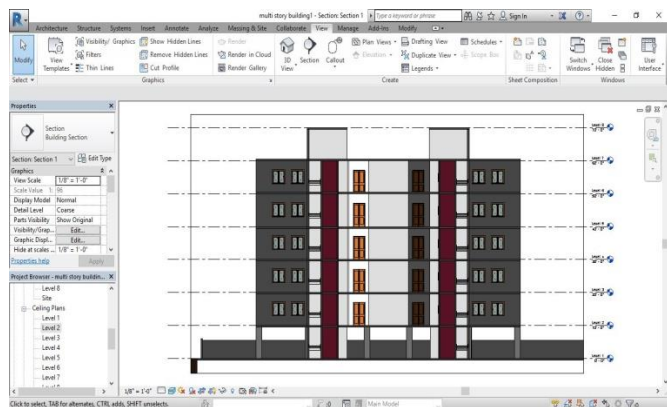 multi story building1 - Section: Section 1
Type a keyword or phrase
Sign In
Architecture Structure Systems Insert Annotate Analyze Massing & Site Collaborate View Manage Add-Ins Modify
Modify
View Templates
Visibility/ Graphics
Filters
Thin Lines
Show Hidden Lines
Remove Hidden Lines
Cut Profile
Render
Render in Cloud
Render Gallery
3D View
Section
Callout
Plan Views
Elevation
Drafting View
Duplicate View
Legends
Schedules
Scope Box
Switch Windows
Close Hidden
User Interface
Select
Graphics
Create
Sheet Composition
Windows
Properties
Section
Building Section
Section: Section 1
Edit Type
Graphics
View Scale 1/8" = 1'-0"
Scale Value 1: 96
Display Model Normal
Detail Level Coarse
Parts Visibility Show Original
Visibility/Grap... Edit...
Graphic Displ... Edit...
Hide at scales ... 1/8" = 1'-0"
Properties help
Apply
Project Browser - multi story buildin...
Level 8
Site
Ceiling Plans
Level 1
Level 2
Level 3
Level 4
Level 5
Level 6
Level 7
1/8" = 1'-0"
Click to select, TAB for alternates, CTRL adds, SHIFT unselects.
:0
Main Model